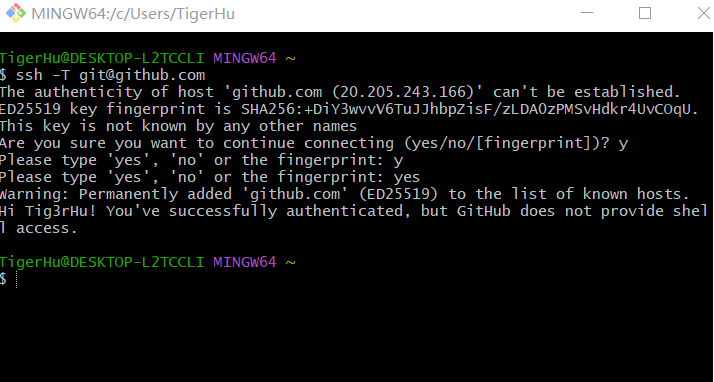 MINGW64:/c/Users/TigerHu
TigerHu@DESKTOP-L2TCCLI MINGW64 ~
$ ssh -T git@github.com
The authenticity of host 'github.com (20.205.243.166)' can't be established.
ED25519 key fingerprint is SHA256:+DiY3wvvV6TuJJhbpZisF/zLDA0zPMSvHdkr4UvCOqU.
This key is not known by any other names
Are you sure you want to continue connecting (yes/no/[fingerprint])? y
Please type 'yes', 'no' or the fingerprint: y
Please type 'yes', 'no' or the fingerprint: yes
Warning: Permanently added 'github.com' (ED25519) to the list of known hosts.
Hi Tig3rHu! You've successfully authenticated, but GitHub does not provide shel
l access.
TigerHu@DESKTOP-L2TCCLI MINGW64 ~
$